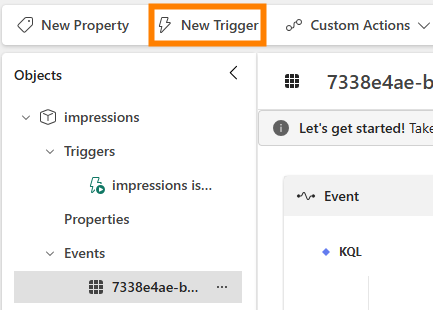 New Property New Trigger Custom Actions
Objects
impressions
Triggers
impressions is...
Properties
Events
7338e4ae-b...
7338e4ae-b
Let's get started! Take
Event
KQL